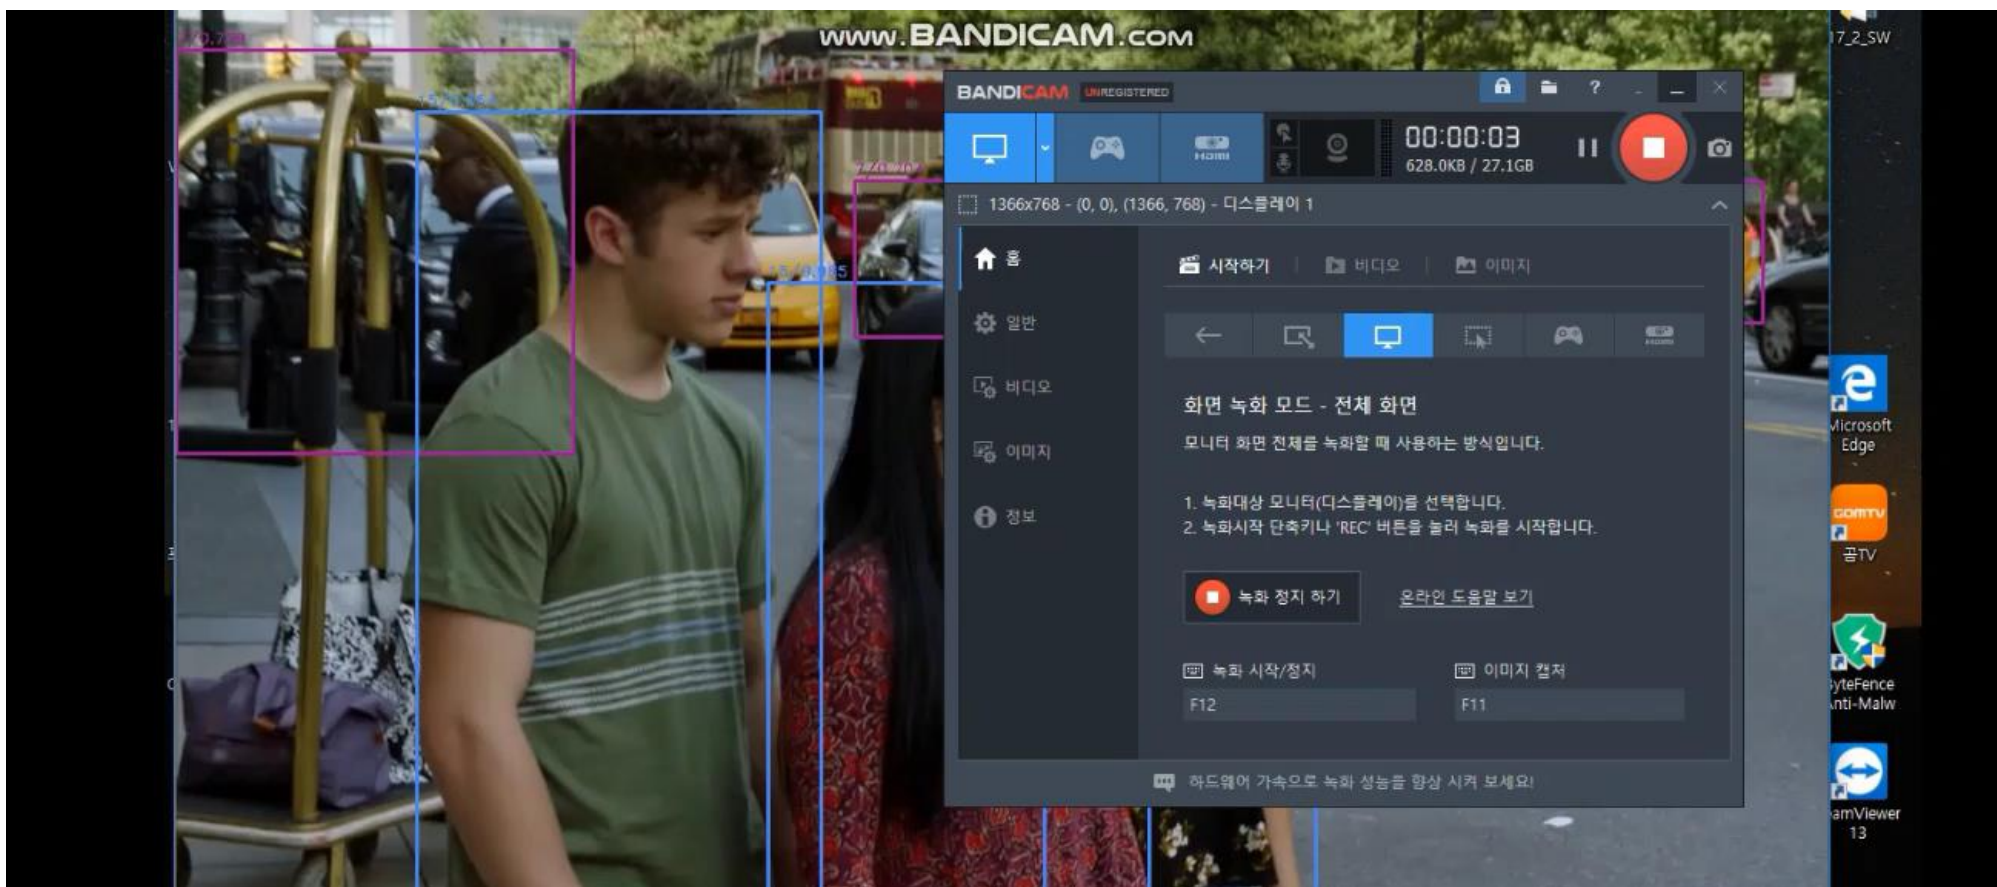 www.BANDICAM.com
17_2_SW
BANDICAM UNREGISTERED
?
HDMI
00:00:03
628.0KB / 27.1GB
1366x768 - (0, 0), (1366, 768) - 디스플레이 1
홈
일반
비디오
이미지
정보
시작하기
비디오
이미지
HDMI
화면 녹화 모드 - 전체 화면
모니터 화면 전체를 녹화할 때 사용하는 방식입니다.
1. 녹화대상 모니터(디스플레이)를 선택합니다.
2. 녹화시작 단축키나 'REC' 버튼을 눌러 녹화를 시작합니다.
녹화 정지 하기
온라인 도움말 보기
녹화 시작/정지
이미지 캡처
F12
F11
하드웨어 가속으로 녹화 성능을 향상 시켜 보세요!
Microsoft
Edge
GOMTV
곰TV
yteFence
nti-Malw
amViewer
13